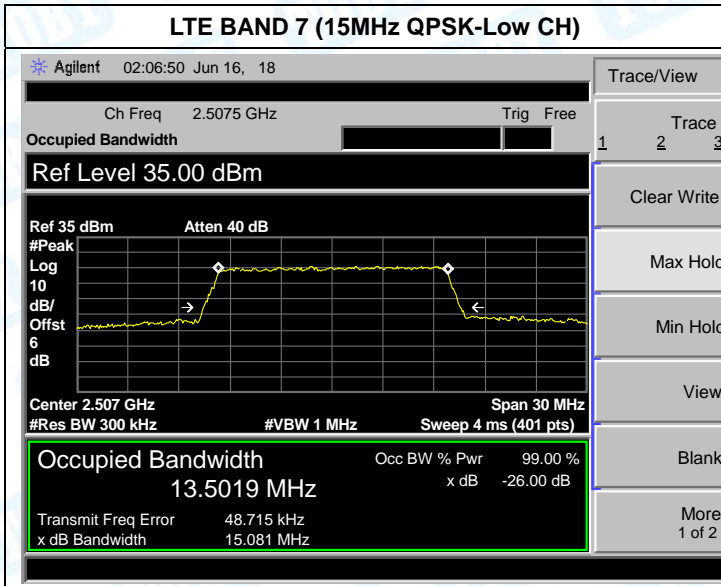 LTE BAND 7 (15MHz QPSK-Low CH)
Agilent 02:06:50 Jun 16, 18
Trace/View
Ch Freq 2.5075 GHz Trig Free
Occupied Bandwidth
Trace
1 2 3
Ref Level 35.00 dBm
Clear Write
Ref 35 dBm Atten 40 dB
#Peak
Log
10
dB/
Offst
6
dB
Max Hold
Min Hold
View
Center 2.507 GHz Span 30 MHz
#Res BW 300 kHz #VBW 1 MHz Sweep 4 ms (401 pts)
Occupied Bandwidth Occ BW % Pwr 99.00 %
13.5019 MHz x dB -26.00 dB
Blank
Transmit Freq Error 48.715 kHz
x dB Bandwidth 15.081 MHz
More
1 of 2